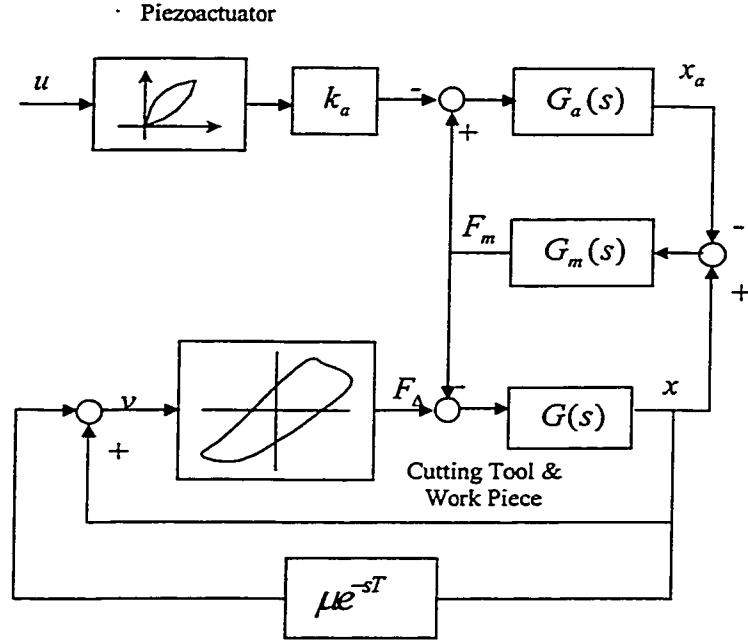 Piezoactuator
u
k_a
-
+
G_a(s)
x_a
-
F_m
G_m(s)
+
v
+
F_Δ
-
G(s)
x
Cutting Tool &
Work Piece
μe^{-sT}